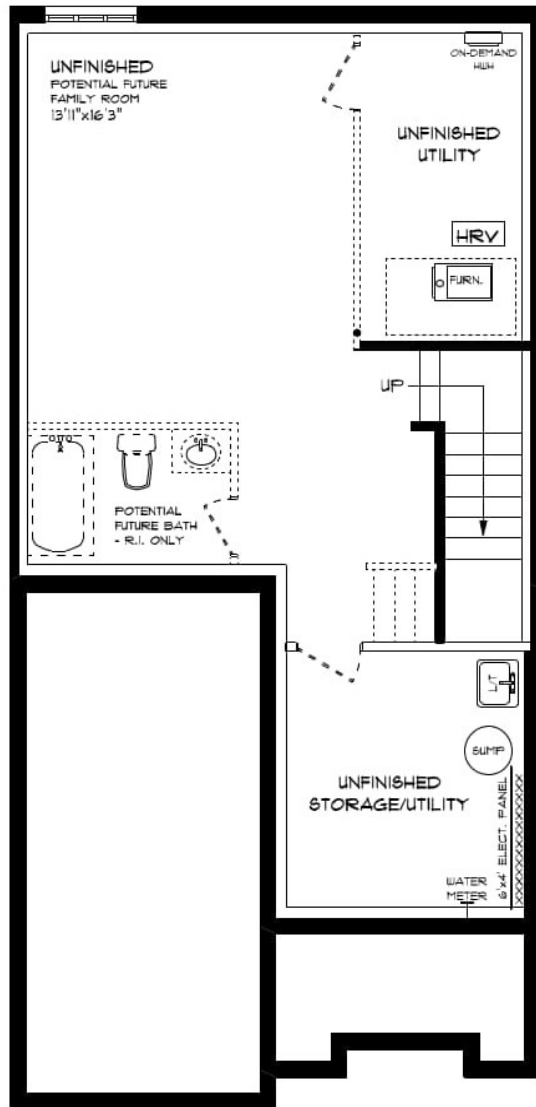 UNFINISHED
POTENTIAL FUTURE
FAMILY ROOM
13'11"x16'3"
ON-DEMAND
HWH
UNFINISHED
UTILITY
HRV
FURN.
UP
POTENTIAL
FUTURE BATH
- R.I. ONLY
L/T
SUMP
UNFINISHED
STORAGE/UTILITY
6'x4' ELECT. PANEL
WATER
METER